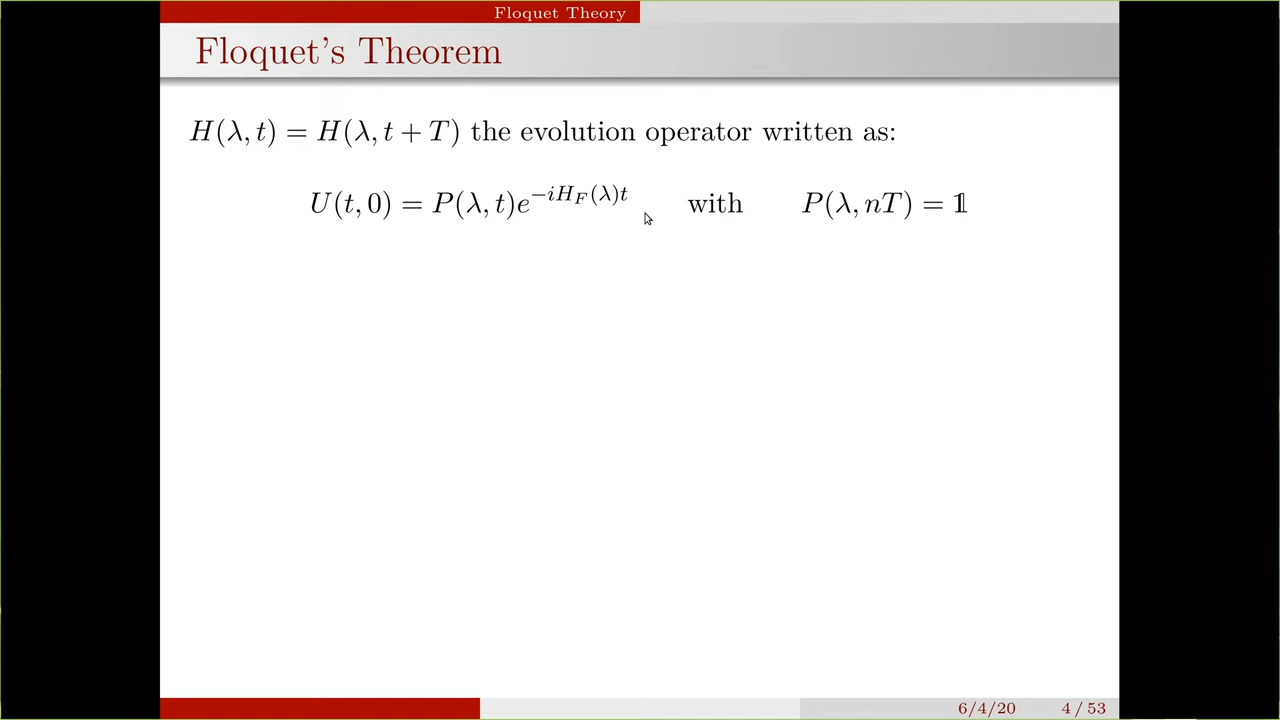 Floquet Theory
Floquet's Theorem
H(λ, t) = H(λ, t + T) the evolution operator written as:
U(t, 0) = P(λ, t)e^{−iH_F(λ)t} with P(λ, nT) = 𝟙
6/4/20 4 / 53